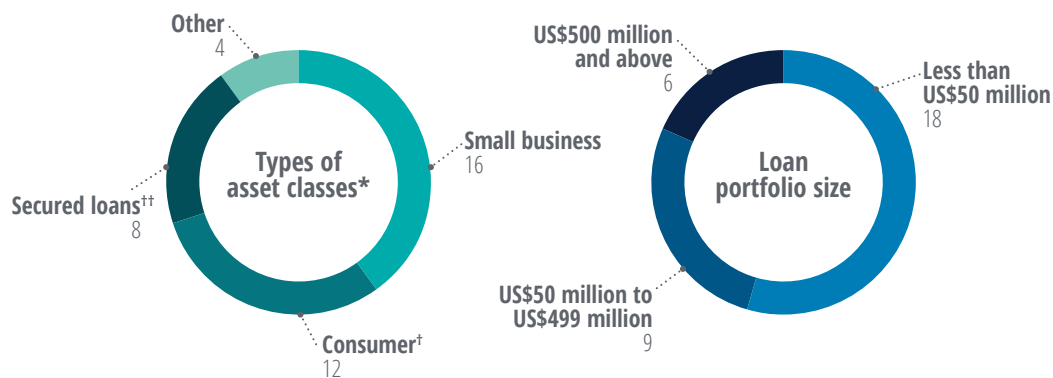 Other
4
Small business
16
Types of
asset classes*
Secured loans††
8
Consumer†
12
US$500 million
and above
6
Less than
US$50 million
18
Loan
portfolio size
US$50 million to
US$499 million
9